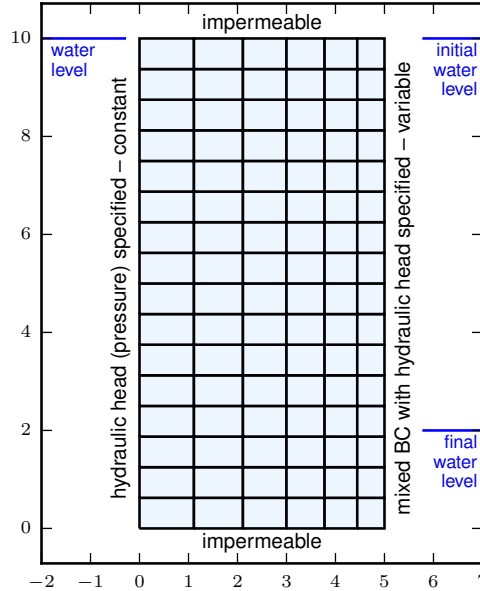 impermeable
10
water
level
initial
water
level
hydraulic head (pressure) specified – constant
mixed BC with hydraulic head specified – variable
8
6
4
2
final
water
level
0
impermeable
−2 −1 0 1 2 3 4 5 6 7